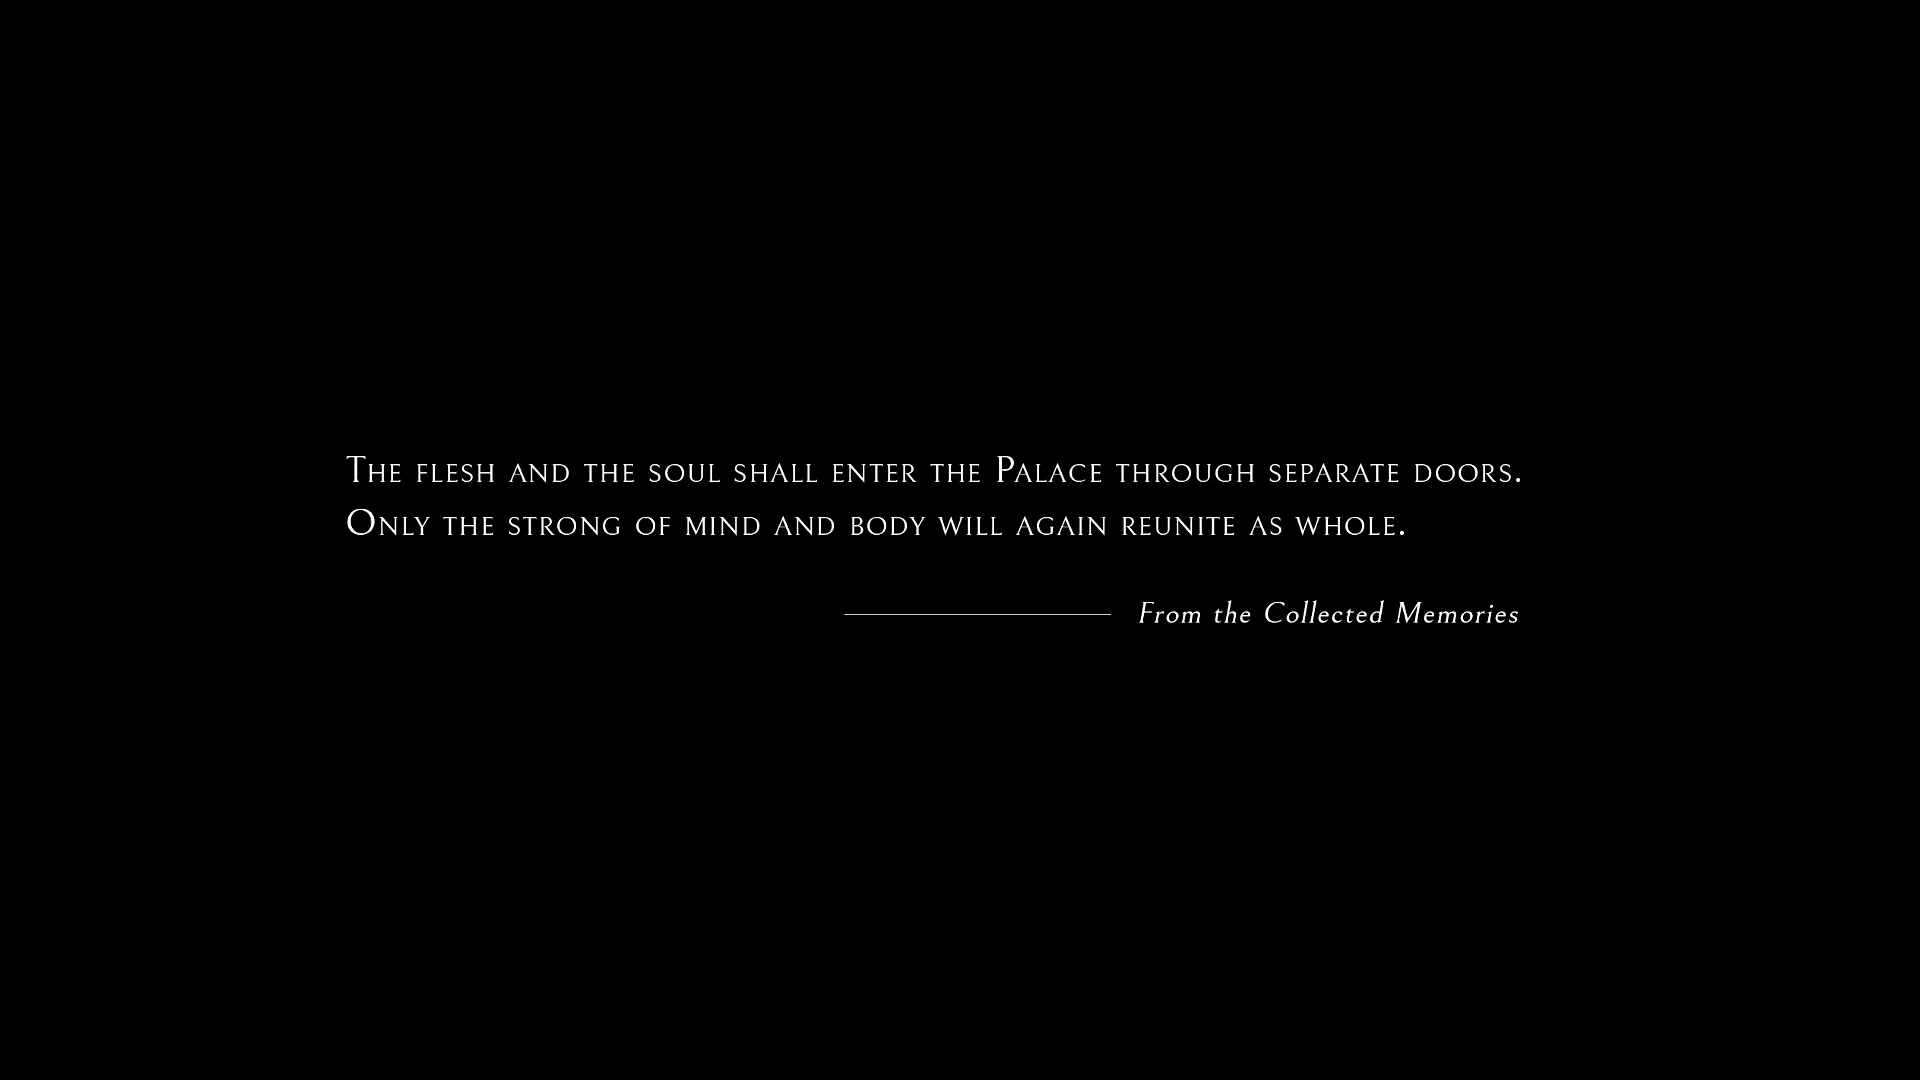 The flesh and the soul shall enter the Palace through separate doors.
Only the strong of mind and body will again reunite as whole.
From the Collected Memories